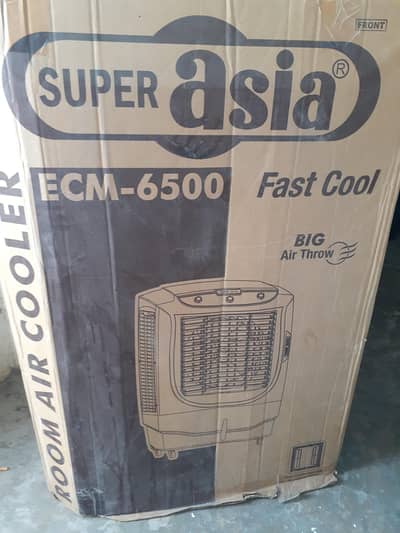 FRONT
SUPER asia®
ECM-6500
Fast Cool
BIG
Air Throw
ROOM AIR COOLER